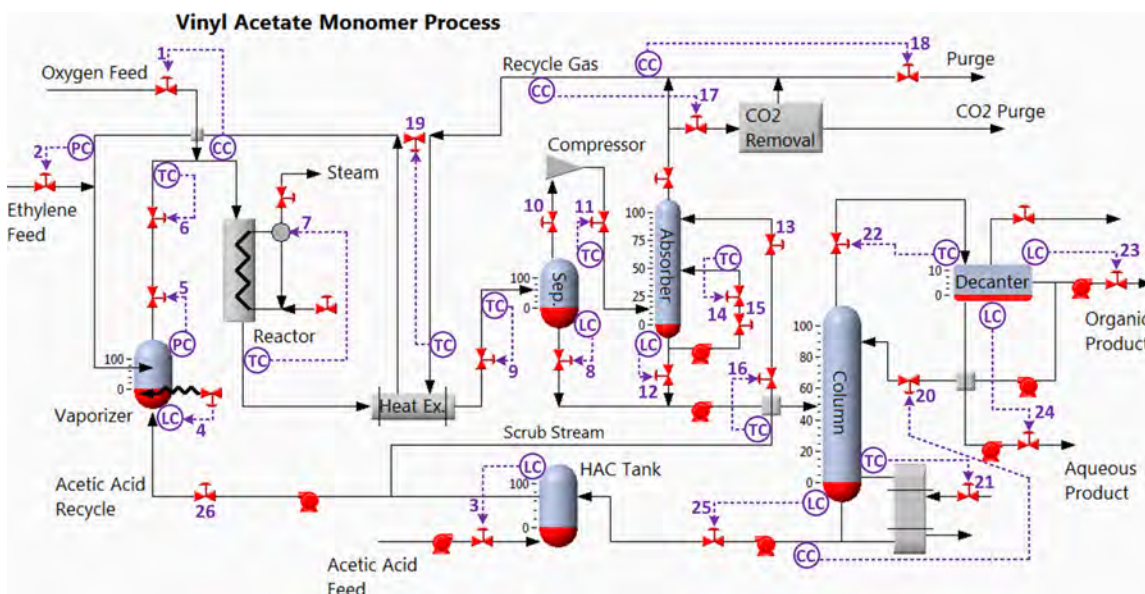 Vinyl Acetate Monomer Process
1
18
CC
Oxygen Feed
Recycle Gas
Purge
CC
17
CO2 Purge
19
CO2
Removal
2
PC
CC
Compressor
TC
Steam
100
Ethylene
Feed
6
7
10
11
13
75
Absorber
22
TC
LC
23
TC
TC
50
10
0
Decanter
5
100
0
Sep.
25
14
15
Organic
Product
TC
LC
0
LC
PC
Reactor
TC
TC
9
8
12
16
LC
100
80
60
40
20
0
Column
100
0
Vaporizer
LC
4
Heat Ex.
TC
20
24
Scrub Stream
TC
Aqueous
Product
Acetic Acid
Recycle
26
LC
HAC Tank
100
0
3
25
LC
21
CC
Acetic Acid
Feed